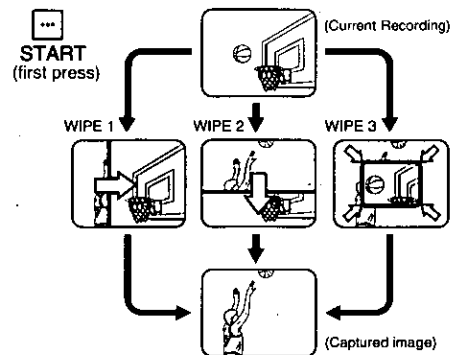 START
(first press)
(Current Recording)
WIPE 1
WIPE 2
WIPE 3
(Captured image)